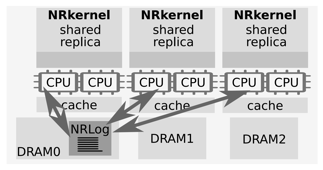 NRkernel NRkernel NRkernel
shared shared shared
replica replica replica
CPU CPU CPU CPU CPU CPU
cache cache cache
NRLog
DRAM0 DRAM1 DRAM2